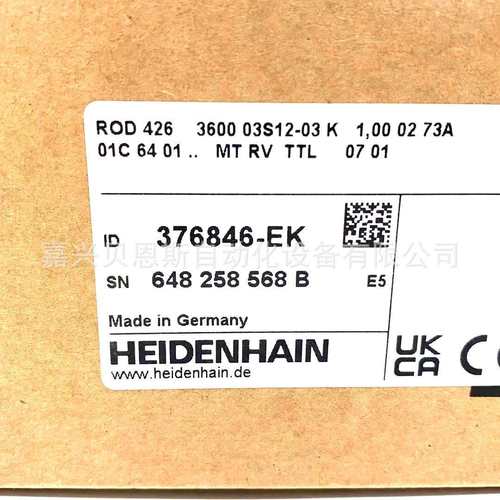 ROD 426 3600 03S12-03 K 1,00 02 73A
01C 64 01 .. MT RV TTL 07 01
ID 376846-EK
嘉兴贝恩斯自动化设备有限公司
SN 648 258 568 B E5
Made in Germany
HEIDENHAIN
www.heidenhain.de
UK
CA
CE